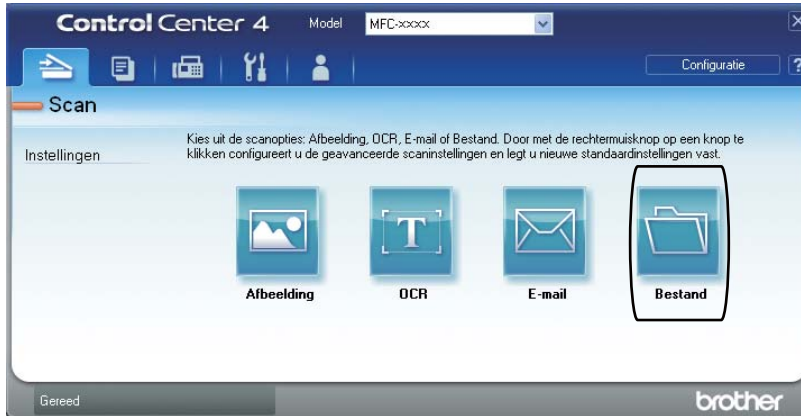 Control Center 4 Model MFC-xxxx
Configuratie ?
Scan
Instellingen
Kies uit de scanopties: Afbeelding, OCR, E-mail of Bestand. Door met de rechtermuisknop op een knop te
klikken configureert u de geavanceerde scaninstellingen en legt u nieuwe standaardinstellingen vast.
T
Afbeelding OCR E-mail Bestand
Gereed brother